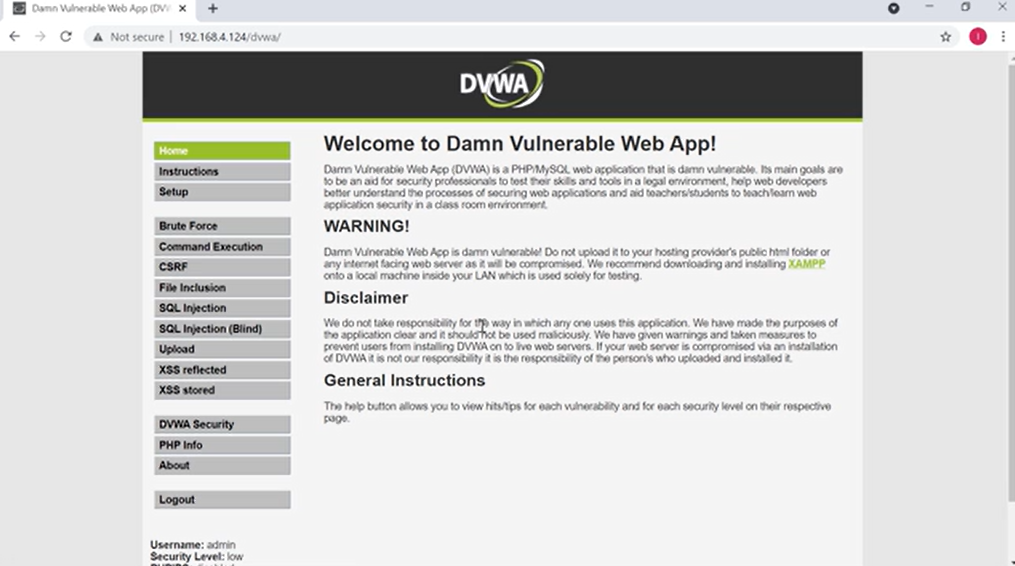 Damn Vulnerable Web App (DVW
Not secure | 192.168.4.124/dvwa/
DVWA
Home
Instructions
Setup
Brute Force
Command Execution
CSRF
File Inclusion
SQL Injection
SQL Injection (Blind)
Upload
XSS reflected
XSS stored
DVWA Security
PHP Info
About
Logout
Username: admin
Security Level: low
Welcome to Damn Vulnerable Web App!
Damn Vulnerable Web App (DVWA) is a PHP/MySQL web application that is damn vulnerable. Its main goals are
to be an aid for security professionals to test their skills and tools in a legal environment, help web developers
better understand the processes of securing web applications and aid teachers/students to teach/learn web
application security in a class room environment.
WARNING!
Damn Vulnerable Web App is damn vulnerable! Do not upload it to your hosting provider's public html folder or
any internet facing web server as it will be compromised. We recommend downloading and installing XAMPP
onto a local machine inside your LAN which is used solely for testing.
Disclaimer
We do not take responsibility for the way in which any one uses this application. We have made the purposes of
the application clear and it should not be used maliciously. We have given warnings and taken measures to
prevent users from installing DVWA on to live web servers. If your web server is compromised via an installation
of DVWA it is not our responsibility it is the responsibility of the person/s who uploaded and installed it.
General Instructions
The help button allows you to view hits/tips for each vulnerability and for each security level on their respective
page.